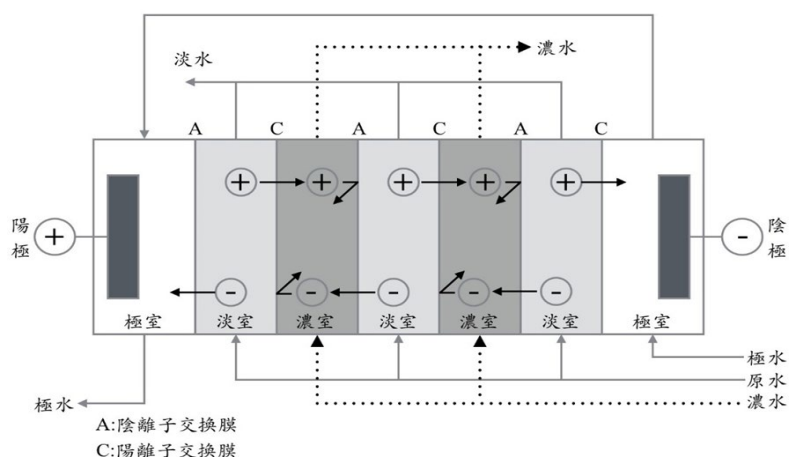 濃水
淡水
A C A C A C
+ + + + +
陽極 + - 陰極
- - - - -
極室 淡室 濃室 淡室 濃室 淡室 極室
極水
原水
濃水
極水
A:陰離子交換膜
C:陽離子交換膜